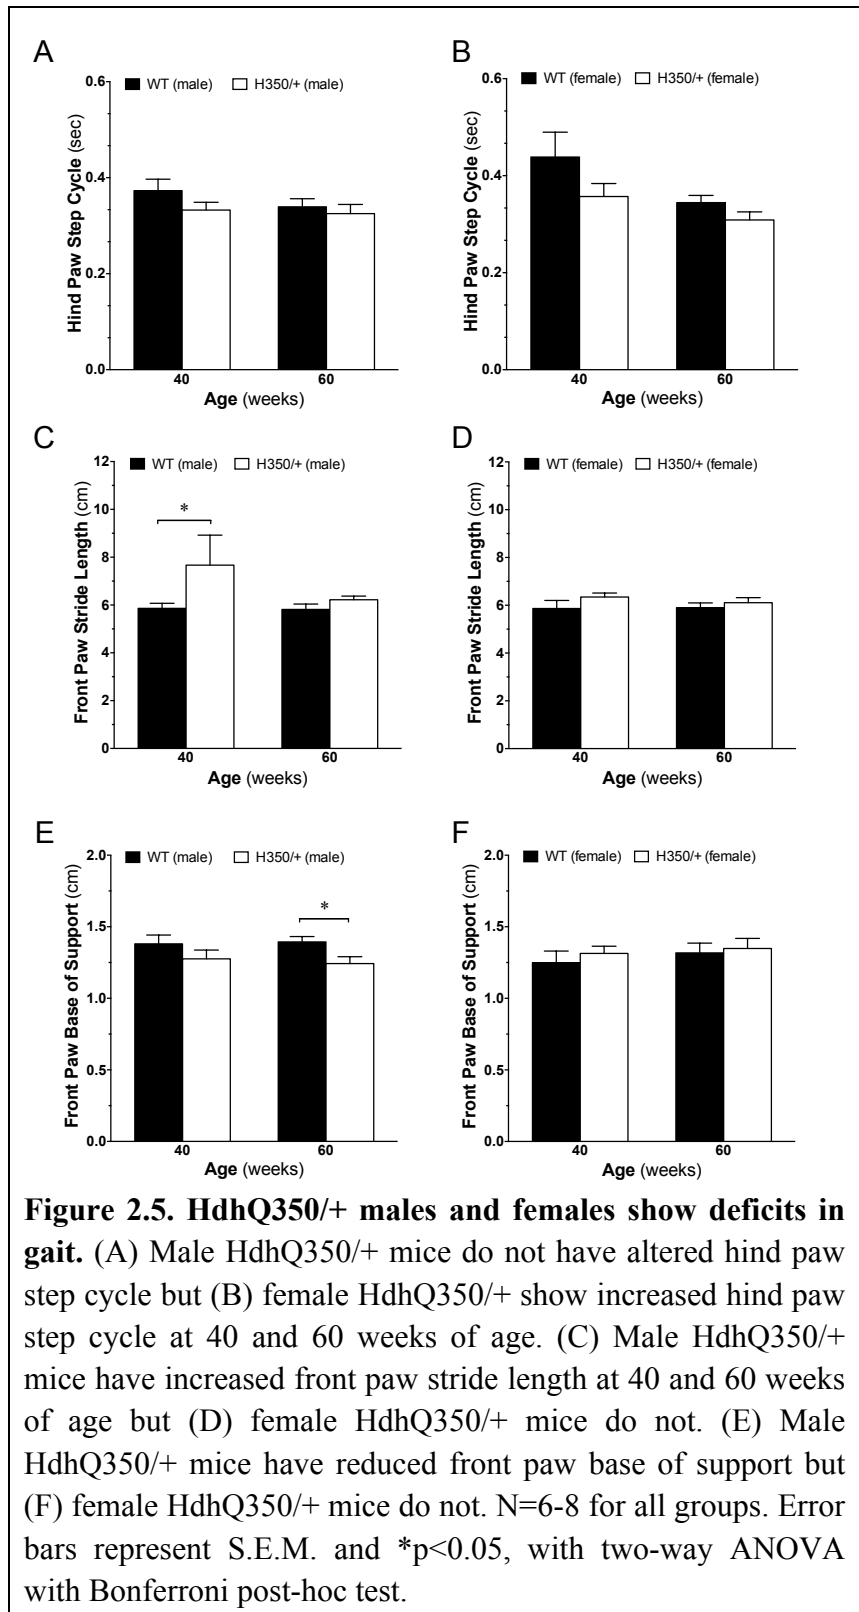 A
WT (male) H350/+ (male)
Hind Paw Step Cycle (sec)
0.6
0.4
0.2
0.0
40 60
Age (weeks)
B
WT (female) H350/+ (female)
Hind Paw Step Cycle (sec)
0.6
0.4
0.2
0.0
40 60
Age (weeks)
C
WT (male) H350/+ (male)
Front Paw Stride Length (cm)
12
10
8
6
4
2
0
*
40 60
Age (weeks)
D
WT (female) H350/+ (female)
Front Paw Stride Length (cm)
12
10
8
6
4
2
0
40 60
Age (weeks)
E
WT (male) H350/+ (male)
Front Paw Base of Support (cm)
2.0
1.5
1.0
0.5
0.0
*
40 60
Age (weeks)
F
WT (female) H350/+ (female)
Front Paw Base of Support (cm)
2.0
1.5
1.0
0.5
0.0
40 60
Age (weeks)
Figure 2.5. HdhQ350/+ males and females show deficits in
gait. (A) Male HdhQ350/+ mice do not have altered hind paw
step cycle but (B) female HdhQ350/+ show increased hind paw
step cycle at 40 and 60 weeks of age. (C) Male HdhQ350/+
mice have increased front paw stride length at 40 and 60 weeks
of age but (D) female HdhQ350/+ mice do not. (E) Male
HdhQ350/+ mice have reduced front paw base of support but
(F) female HdhQ350/+ mice do not. N=6-8 for all groups. Error
bars represent S.E.M. and *p<0.05, with two-way ANOVA
with Bonferroni post-hoc test.